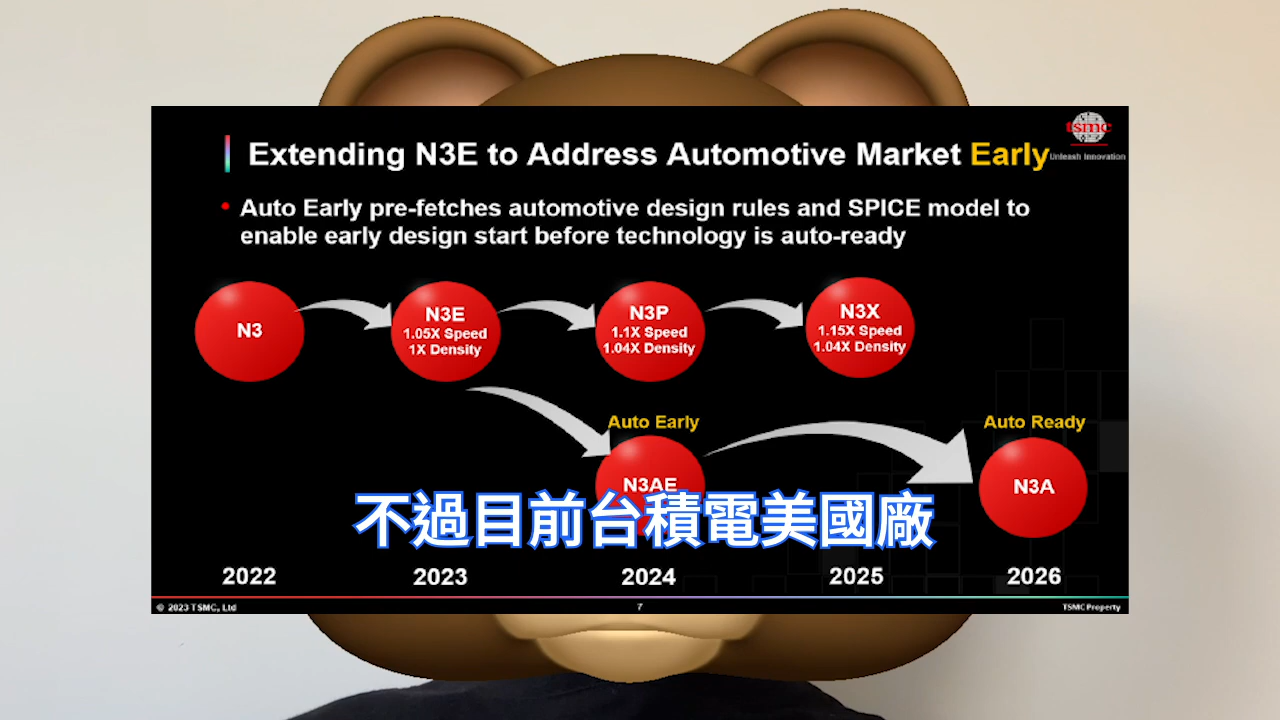 tsmc
Extending N3E to Address Automotive Market Early
Unleash Innovation
• Auto Early pre-fetches automotive design rules and SPICE model to
enable early design start before technology is auto-ready
N3
N3E
1.05X Speed
1X Density
N3P
1.1X Speed
1.04X Density
N3X
1.15X Speed
1.04X Density
Auto Early
N3AE
Auto Ready
N3A
不過目前台積電美國廠
2022
2023
2024
2025
2026
© 2023 TSMC, Ltd
7
TSMC Property